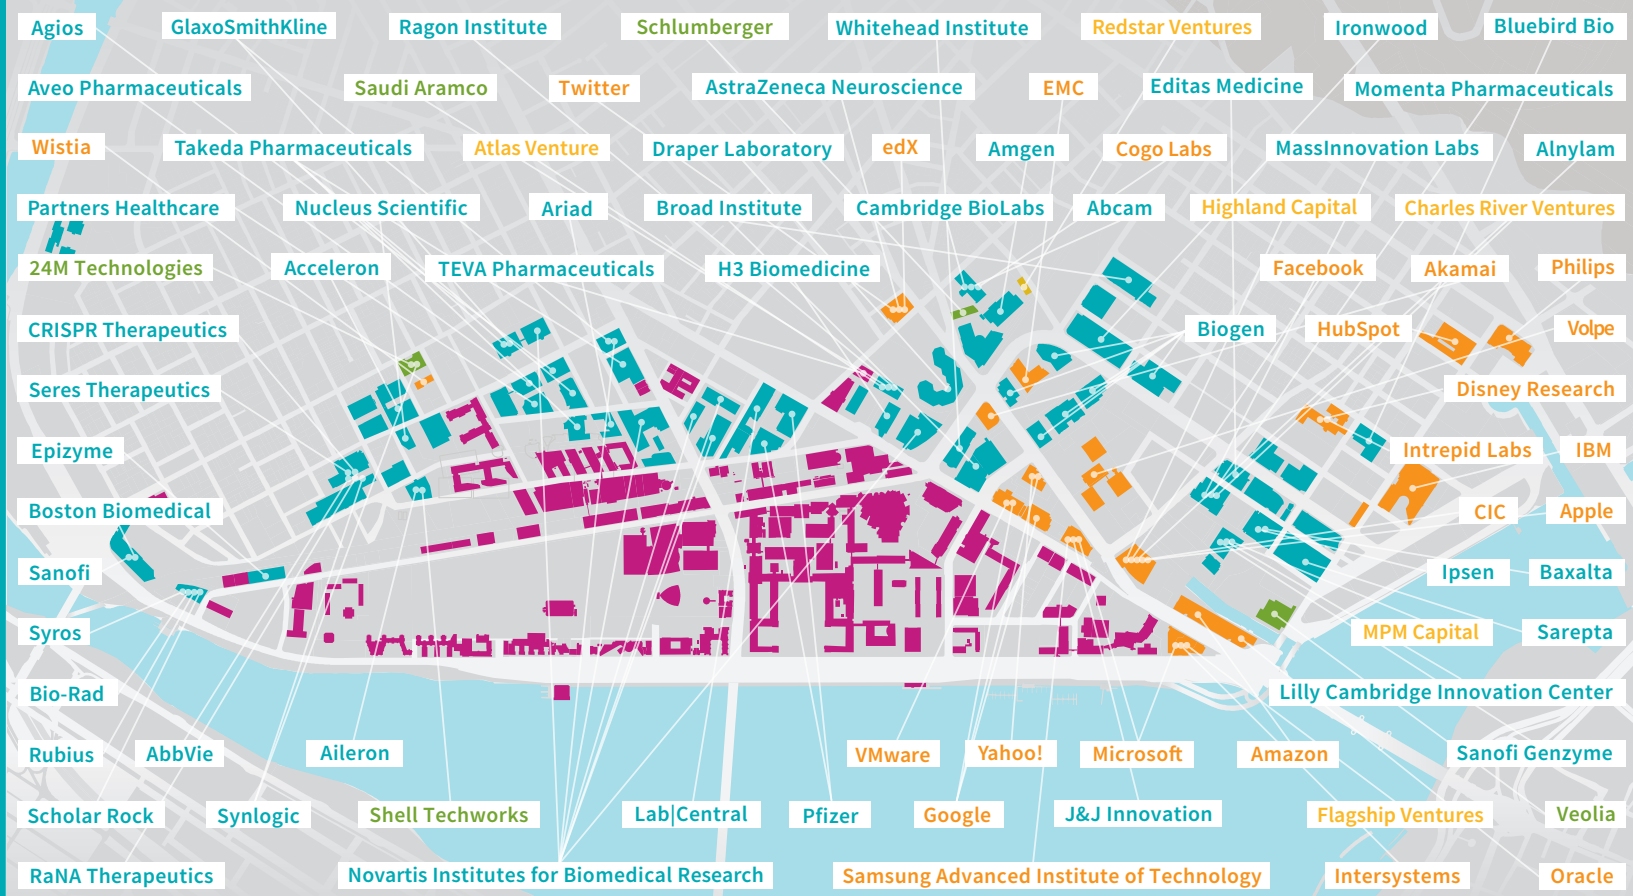 Agios
GlaxoSmithKline
Ragon Institute
Schlumberger
Whitehead Institute
Redstar Ventures
Ironwood
Bluebird Bio
Aveo Pharmaceuticals
Saudi Aramco
Twitter
AstraZeneca Neuroscience
EMC
Editas Medicine
Momenta Pharmaceuticals
Wistia
Takeda Pharmaceuticals
Atlas Venture
Draper Laboratory
edX
Amgen
Cogo Labs
MassInnovation Labs
Alnylam
Partners Healthcare
Nucleus Scientific
Ariad
Broad Institute
Cambridge BioLabs
Abcam
Highland Capital
Charles River Ventures
24M Technologies
Acceleron
TEVA Pharmaceuticals
H3 Biomedicine
Facebook
Akamai
Philips
CRISPR Therapeutics
Biogen
HubSpot
Volpe
Seres Therapeutics
Disney Research
Epizyme
Intrepid Labs
IBM
Boston Biomedical
CIC
Apple
Sanofi
Ipsen
Baxalta
Syros
MPM Capital
Sarepta
Bio-Rad
Lilly Cambridge Innovation Center
Rubius
AbbVie
Aileron
VMware
Yahoo!
Microsoft
Amazon
Sanofi Genzyme
Scholar Rock
Synlogic
Shell Techworks
Lab|Central
Pfizer
Google
J&J Innovation
Flagship Ventures
Veolia
RaNA Therapeutics
Novartis Institutes for Biomedical Research
Samsung Advanced Institute of Technology
Intersystems
Oracle